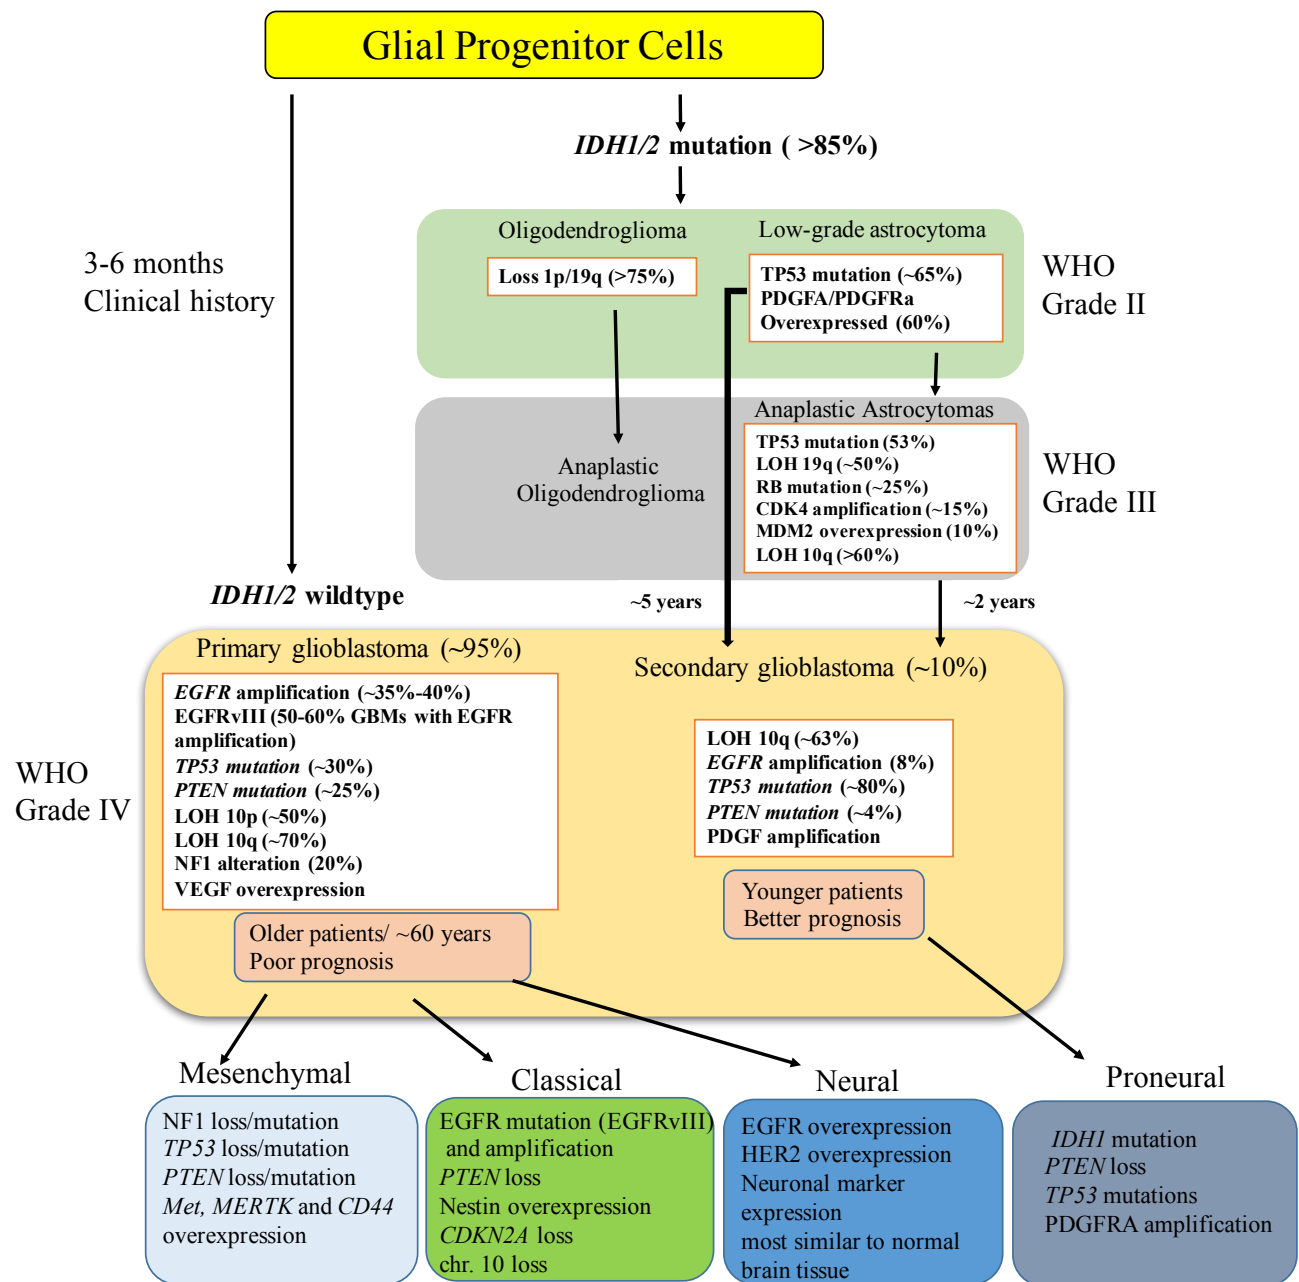 Glial Progenitor Cells
IDH1/2 mutation ( >85%)
3-6 months
Clinical history
Oligodendroglioma
Loss 1p/19q (>75%)
Low-grade astrocytoma
TP53 mutation (~65%)
PDGFA/PDGFRa
Overexpressed (60%)
WHO
Grade II
Anaplastic
Oligodendroglioma
Anaplastic Astrocytomas
TP53 mutation (53%)
LOH 19q (~50%)
RB mutation (~25%)
CDK4 amplification (~15%)
MDM2 overexpression (10%)
LOH 10q (>60%)
WHO
Grade III
IDH1/2 wildtype
~5 years
~2 years
WHO
Grade IV
Primary glioblastoma (~95%)
EGFR amplification (~35%-40%)
EGFRvIII (50-60% GBMs with EGFR
amplification)
TP53 mutation (~30%)
PTEN mutation (~25%)
LOH 10p (~50%)
LOH 10q (~70%)
NF1 alteration (20%)
VEGF overexpression
Older patients/ ~60 years
Poor prognosis
Secondary glioblastoma (~10%)
LOH 10q (~63%)
EGFR amplification (8%)
TP53 mutation (~80%)
PTEN mutation (~4%)
PDGF amplification
Younger patients
Better prognosis
Mesenchymal
NF1 loss/mutation
TP53 loss/mutation
PTEN loss/mutation
Met, MERTK and CD44
overexpression
Classical
EGFR mutation (EGFRvIII)
and amplification
PTEN loss
Nestin overexpression
CDKN2A loss
chr. 10 loss
Neural
EGFR overexpression
HER2 overexpression
Neuronal marker
expression
most similar to normal
brain tissue
Proneural
IDH1 mutation
PTEN loss
TP53 mutations
PDGFRA amplification